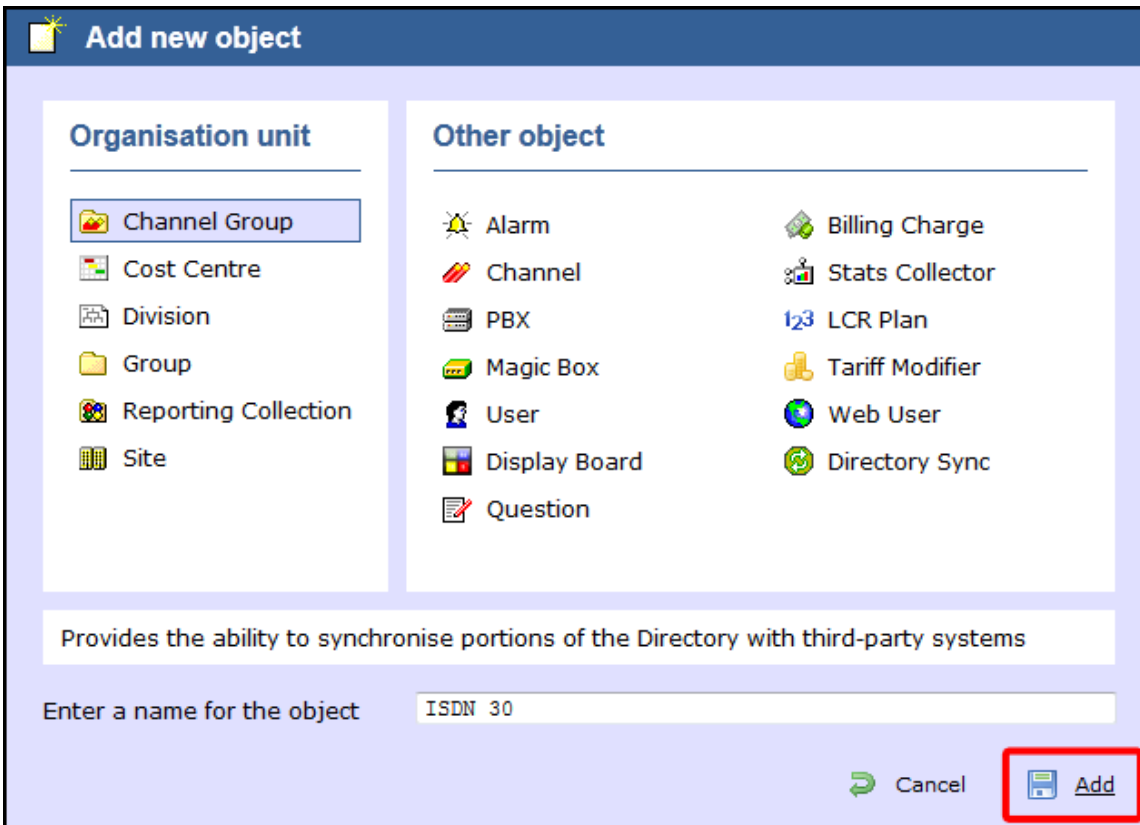 Add new object
Organisation unit
Channel Group
Cost Centre
Division
Group
Reporting Collection
Site
Other object
Alarm
Channel
PBX
Magic Box
User
Display Board
Question
Billing Charge
Stats Collector
123 LCR Plan
Tariff Modifier
Web User
Directory Sync
Provides the ability to synchronise portions of the Directory with third-party systems
Enter a name for the object
ISDN 30
Cancel
Add